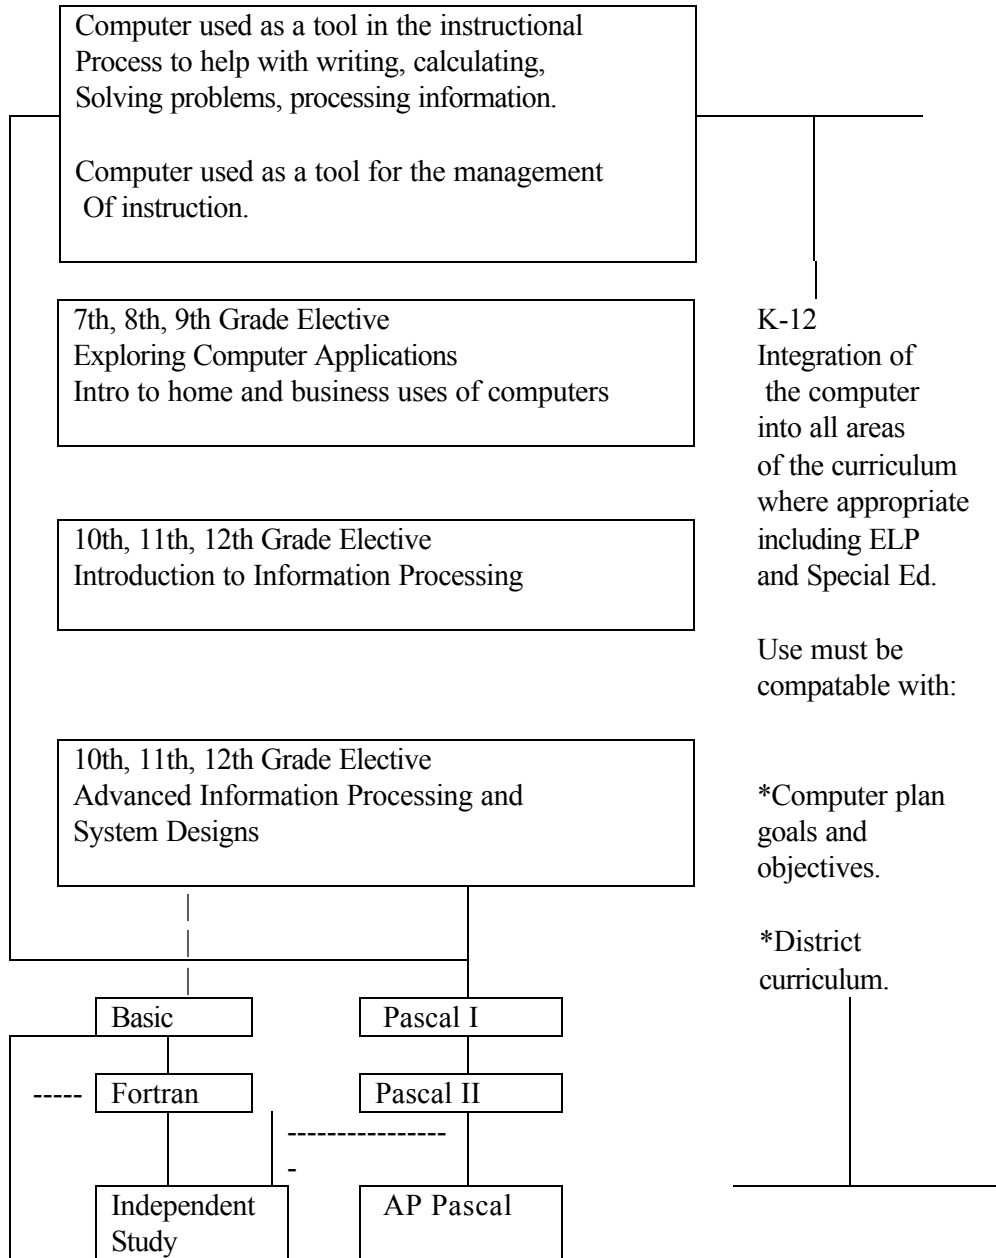 Computer used as a tool in the instructional
Process to help with writing, calculating,
Solving problems, processing information.
Computer used as a tool for the management
Of instruction.
7th, 8th, 9th Grade Elective
Exploring Computer Applications
Intro to home and business uses of computers
10th, 11th, 12th Grade Elective
Introduction to Information Processing
10th, 11th, 12th Grade Elective
Advanced Information Processing and
System Designs
K-12
Integration of
the computer
into all areas
of the curriculum
where appropriate
including ELP
and Special Ed.
Use must be
compatable with:
*Computer plan
goals and
objectives.
*District
curriculum.
Basic
Pascal I
Fortran
Pascal II
Independent
Study
AP Pascal